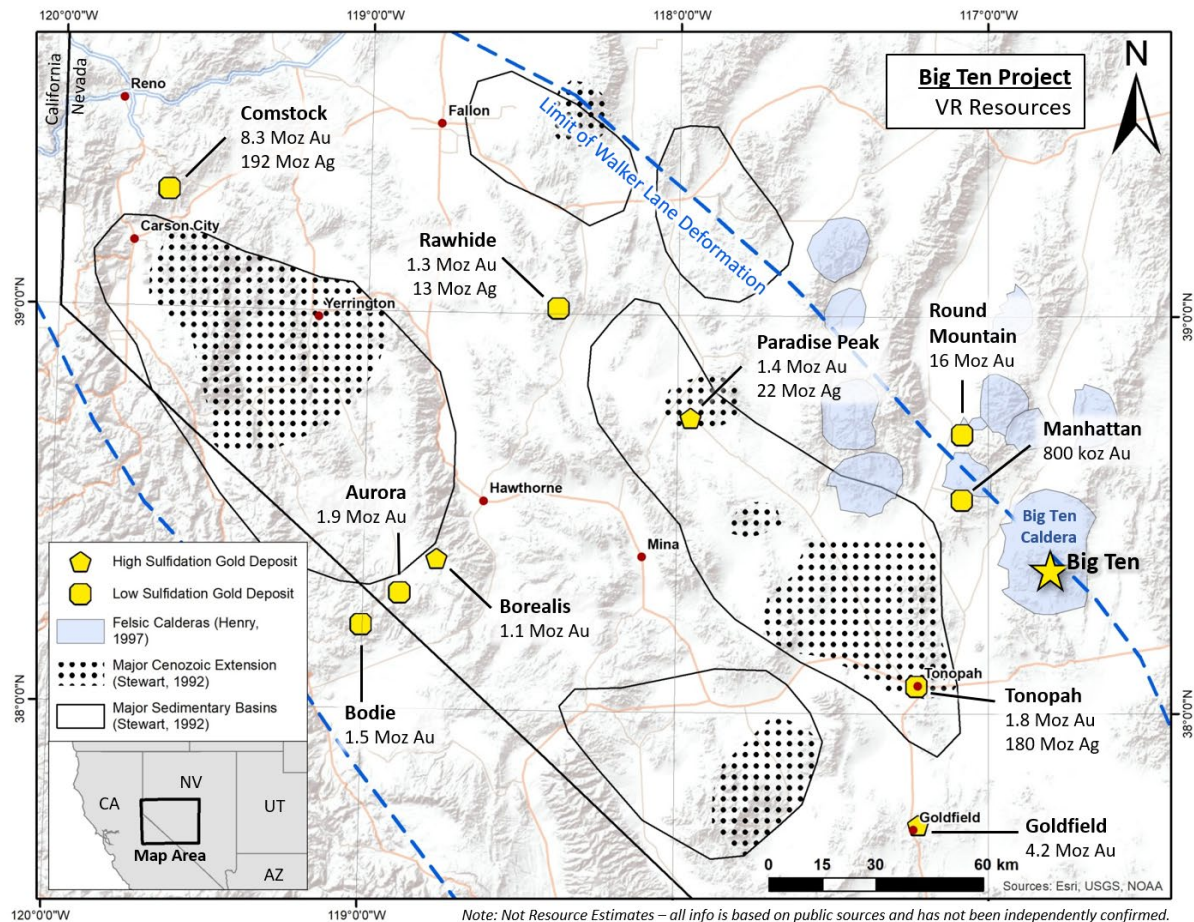 120°0'0"W
119°0'0"W
118°0'0"W
117°0'0"W
Big Ten Project
VR Resources
N
California
Nevada
Reno
Comstock
8.3 Moz Au
192 Moz Ag
Fallon
Limit of Walker Lane Deformation
Carson City
Rawhide
1.3 Moz Au
13 Moz Ag
39°0'0"N
39°0'0"N
Yerrington
Paradise Peak
1.4 Moz Au
22 Moz Ag
Round
Mountain
16 Moz Au
Manhattan
800 koz Au
Aurora
1.9 Moz Au
Hawthorne
Mina
Big Ten
Caldera
Big Ten
Borealis
1.1 Moz Au
High Sulfidation Gold Deposit
Low Sulfidation Gold Deposit
Felsic Calderas (Henry,
1997)
Major Cenozoic Extension
(Stewart, 1992)
Major Sedimentary Basins
(Stewart, 1992)
Bodie
1.5 Moz Au
Tonopah
Tonopah
1.8 Moz Au
180 Moz Ag
38°0'0"N
38°0'0"N
NV
CA
UT
Map Area
AZ
Goldfield
Goldfield
4.2 Moz Au
0 15 30 60 km
Sources: Esri, USGS, NOAA
120°0'0"W
119°0'0"W
118°0'0"W
117°0'0"W
Note: Not Resource Estimates – all info is based on public sources and has not been independently confirmed.